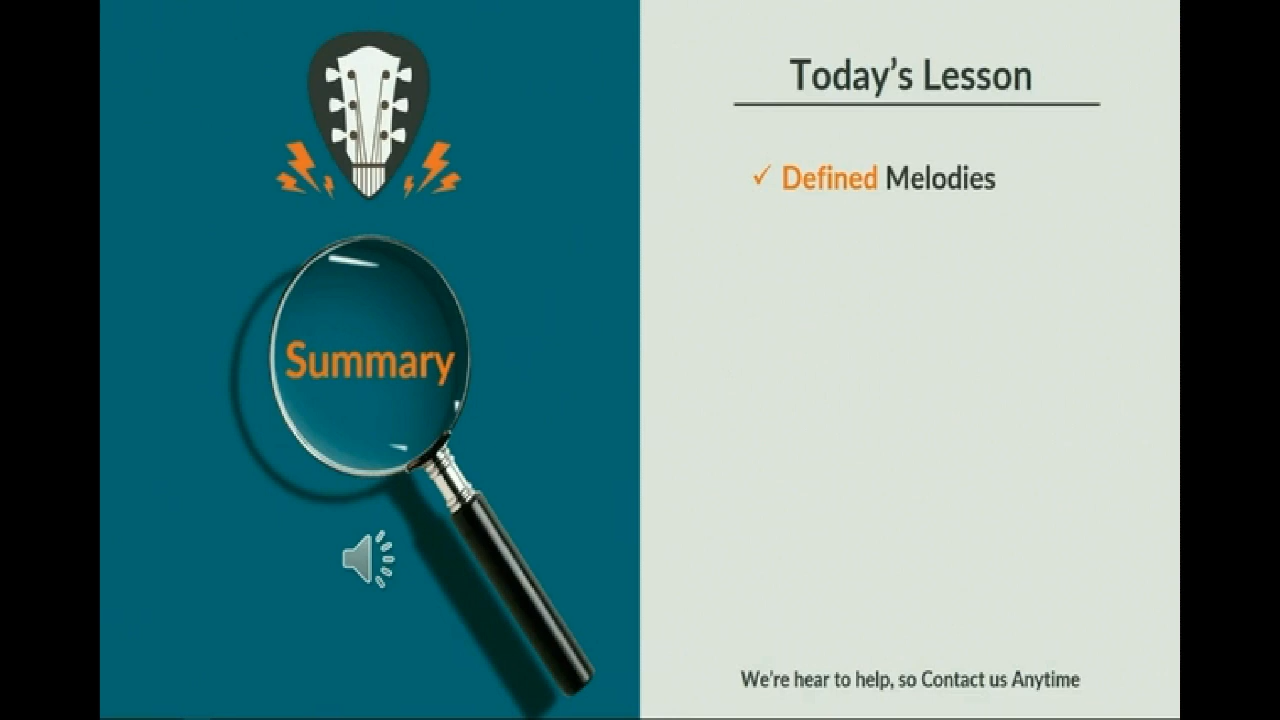 Summary
Today's Lesson
✓ Defined Melodies
We're hear to help, so Contact us Anytime